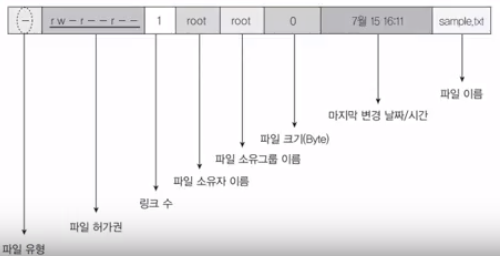 - rw-r--r-- 1 root root 0 7월 15 16:11 sample.txt
파일 이름
마지막 변경 날짜/시간
파일 크기(Byte)
파일 소유그룹 이름
파일 소유자 이름
링크 수
파일 허가권
파일 유형